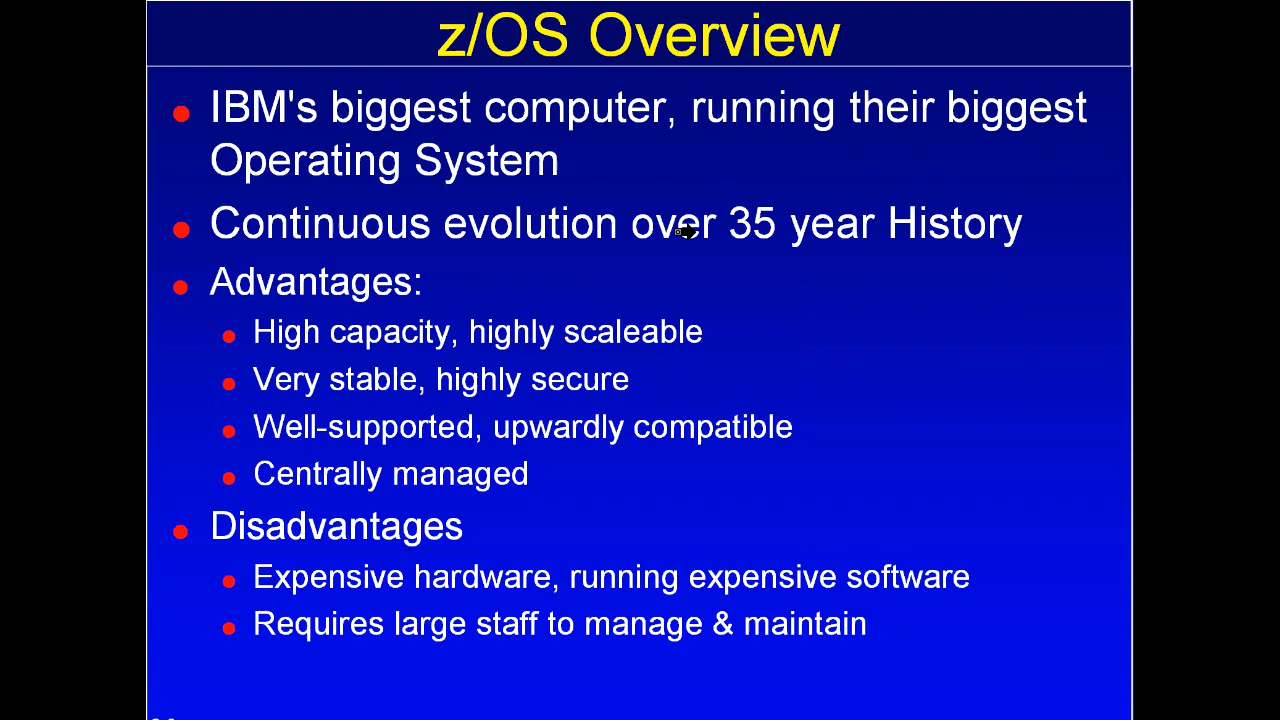 z/OS Overview
IBM's biggest computer, running their biggest
Operating System
Continuous evolution over 35 year History
Advantages:
High capacity, highly scaleable
Very stable, highly secure
Well-supported, upwardly compatible
Centrally managed
Disadvantages
Expensive hardware, running expensive software
Requires large staff to manage & maintain